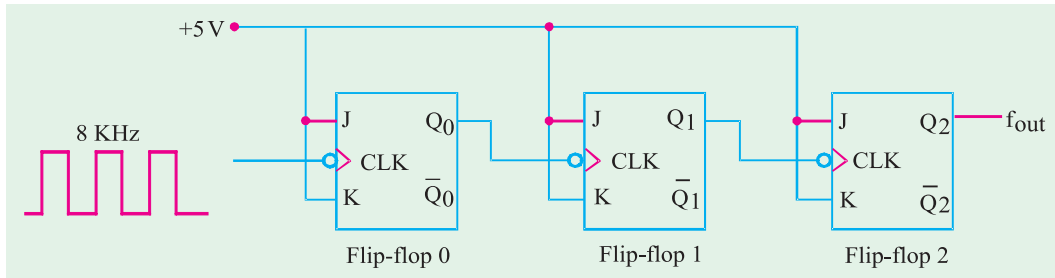 +5 V
8 KHz
J Q0 CLK K Q̅0
J Q1 CLK K Q̅1
J Q2 CLK K Q̅2
fout
Flip-flop 0
Flip-flop 1
Flip-flop 2